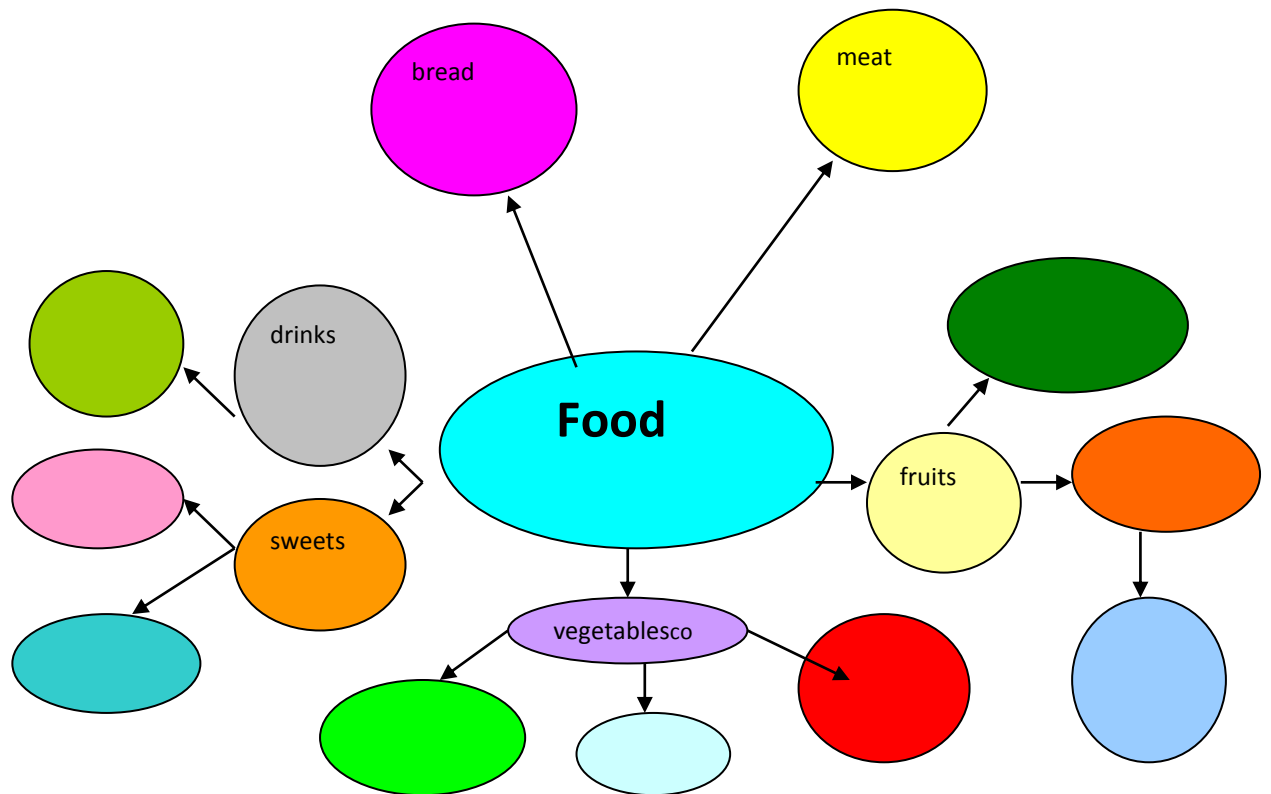 bread
meat
drinks
Food
fruits
sweets
vegetablesco